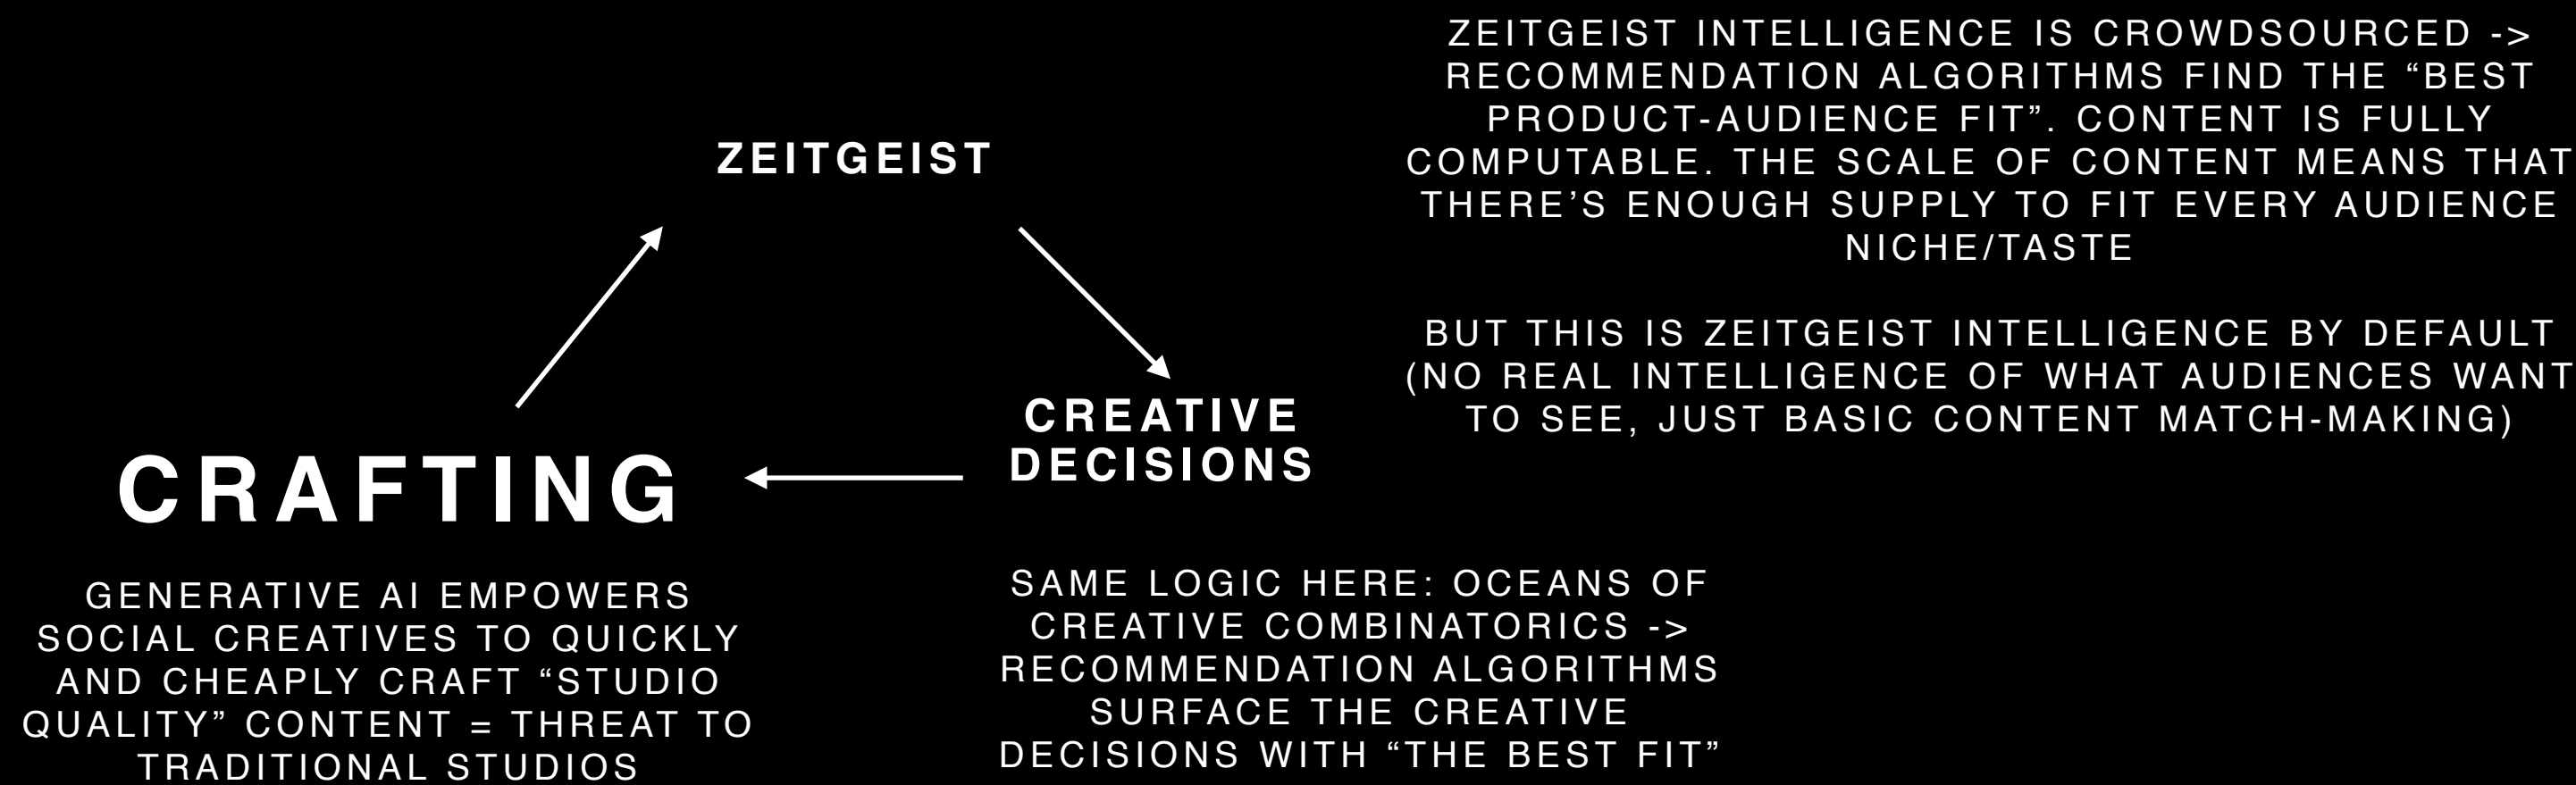 ZEITGEIST INTELLIGENCE IS CROWDSOURCED ->
RECOMMENDATION ALGORITHMS FIND THE “BEST
PRODUCT-AUDIENCE FIT”. CONTENT IS FULLY
COMPUTABLE. THE SCALE OF CONTENT MEANS THAT
THERE’S ENOUGH SUPPLY TO FIT EVERY AUDIENCE
NICHE/TASTE
BUT THIS IS ZEITGEIST INTELLIGENCE BY DEFAULT
(NO REAL INTELLIGENCE OF WHAT AUDIENCES WANT
TO SEE, JUST BASIC CONTENT MATCH-MAKING)
ZEITGEIST
CREATIVE
DECISIONS
CRAFTING
GENERATIVE AI EMPOWERS
SOCIAL CREATIVES TO QUICKLY
AND CHEAPLY CRAFT “STUDIO
QUALITY” CONTENT = THREAT TO
TRADITIONAL STUDIOS
SAME LOGIC HERE: OCEANS OF
CREATIVE COMBINATORICS ->
RECOMMENDATION ALGORITHMS
SURFACE THE CREATIVE
DECISIONS WITH “THE BEST FIT”